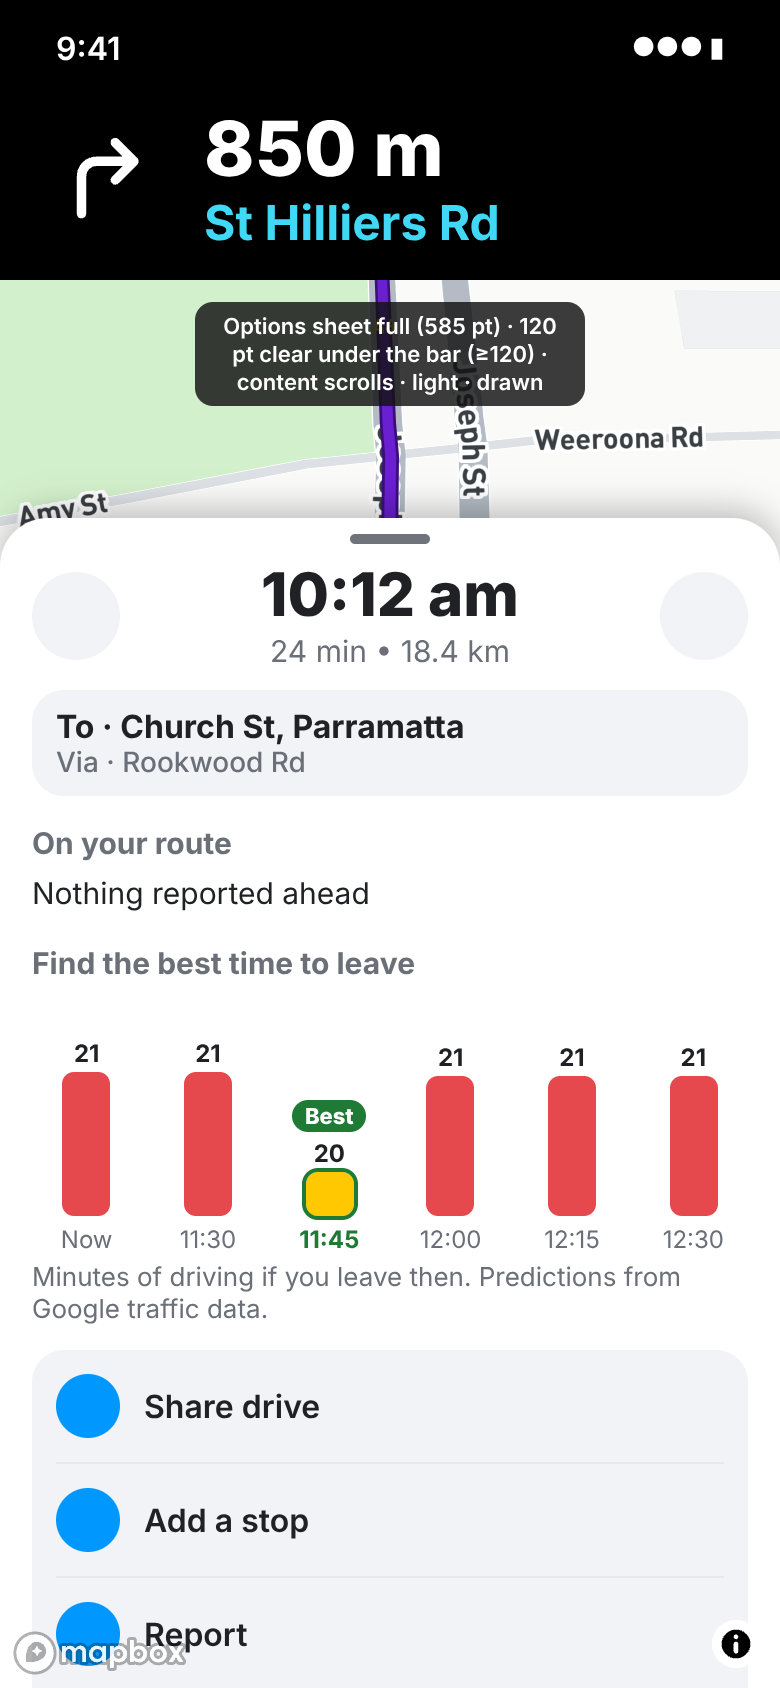 9:41
850 m
St Hilliers Rd
Options sheet full (585 pt) · 120
pt clear under the bar (≥120) ·
content scrolls · light · drawn
Joseph St
Weeroona Rd
Amy St
10:12 am
24 min • 18.4 km
To · Church St, Parramatta
Via · Rookwood Rd
On your route
Nothing reported ahead
Find the best time to leave
21 21 21 21 21
Best
20
Now 11:30 11:45 12:00 12:15 12:30
Minutes of driving if you leave then. Predictions from
Google traffic data.
Share drive
Add a stop
Report
mapbox